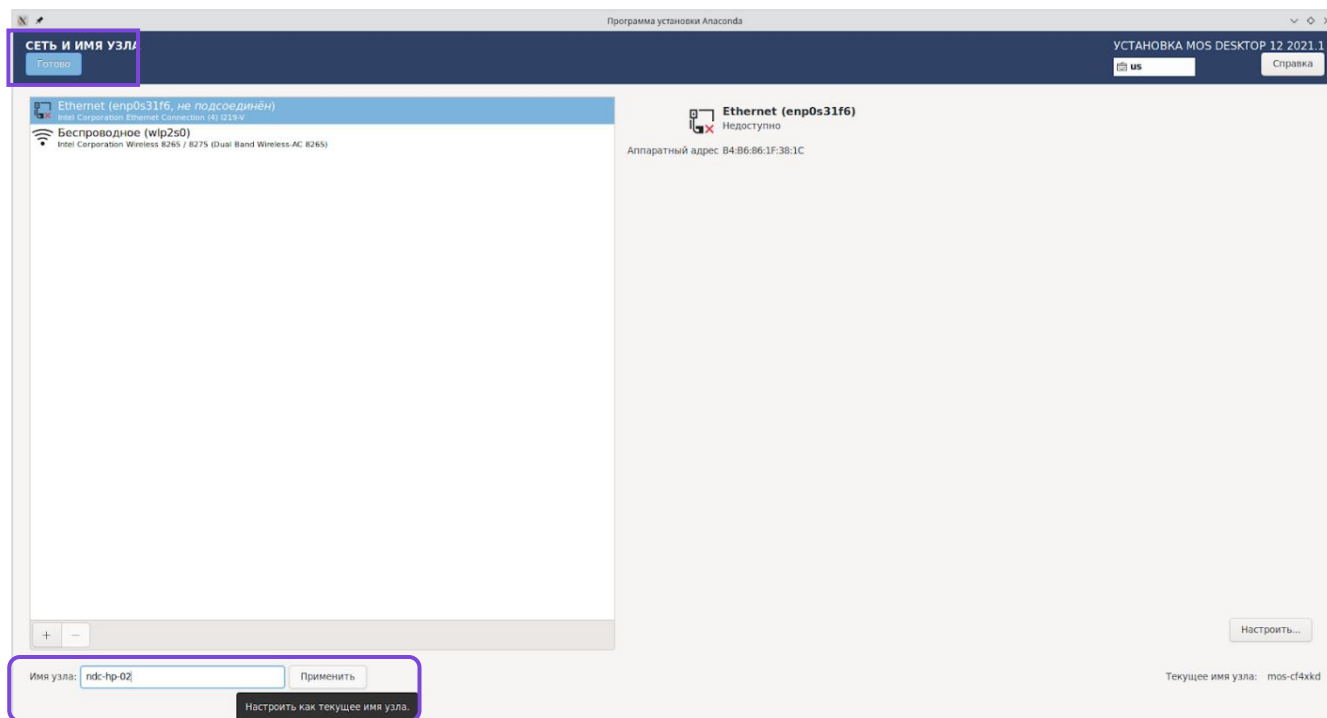 Программа установки Anaconda
СЕТЬ И ИМЯ УЗЛА
Готово
УСТАНОВКА MOS DESKTOP 12 2021.1
us
Справка
Ethernet (enp0s31f6, не подсоединён)
Intel Corporation Ethernet Connection (4) I219-V
Беспроводное (wlp2s0)
Intel Corporation Wireless 8265 / 8275 (Dual Band Wireless-AC 8265)
Ethernet (enp0s31f6)
Недоступно
Аппаратный адрес B4:B6:86:1F:38:1C
Настроить...
Имя узла: ndc-hp-02
Применить
Текущее имя узла: mos-cf4xkd
Настроить как текущее имя узла.